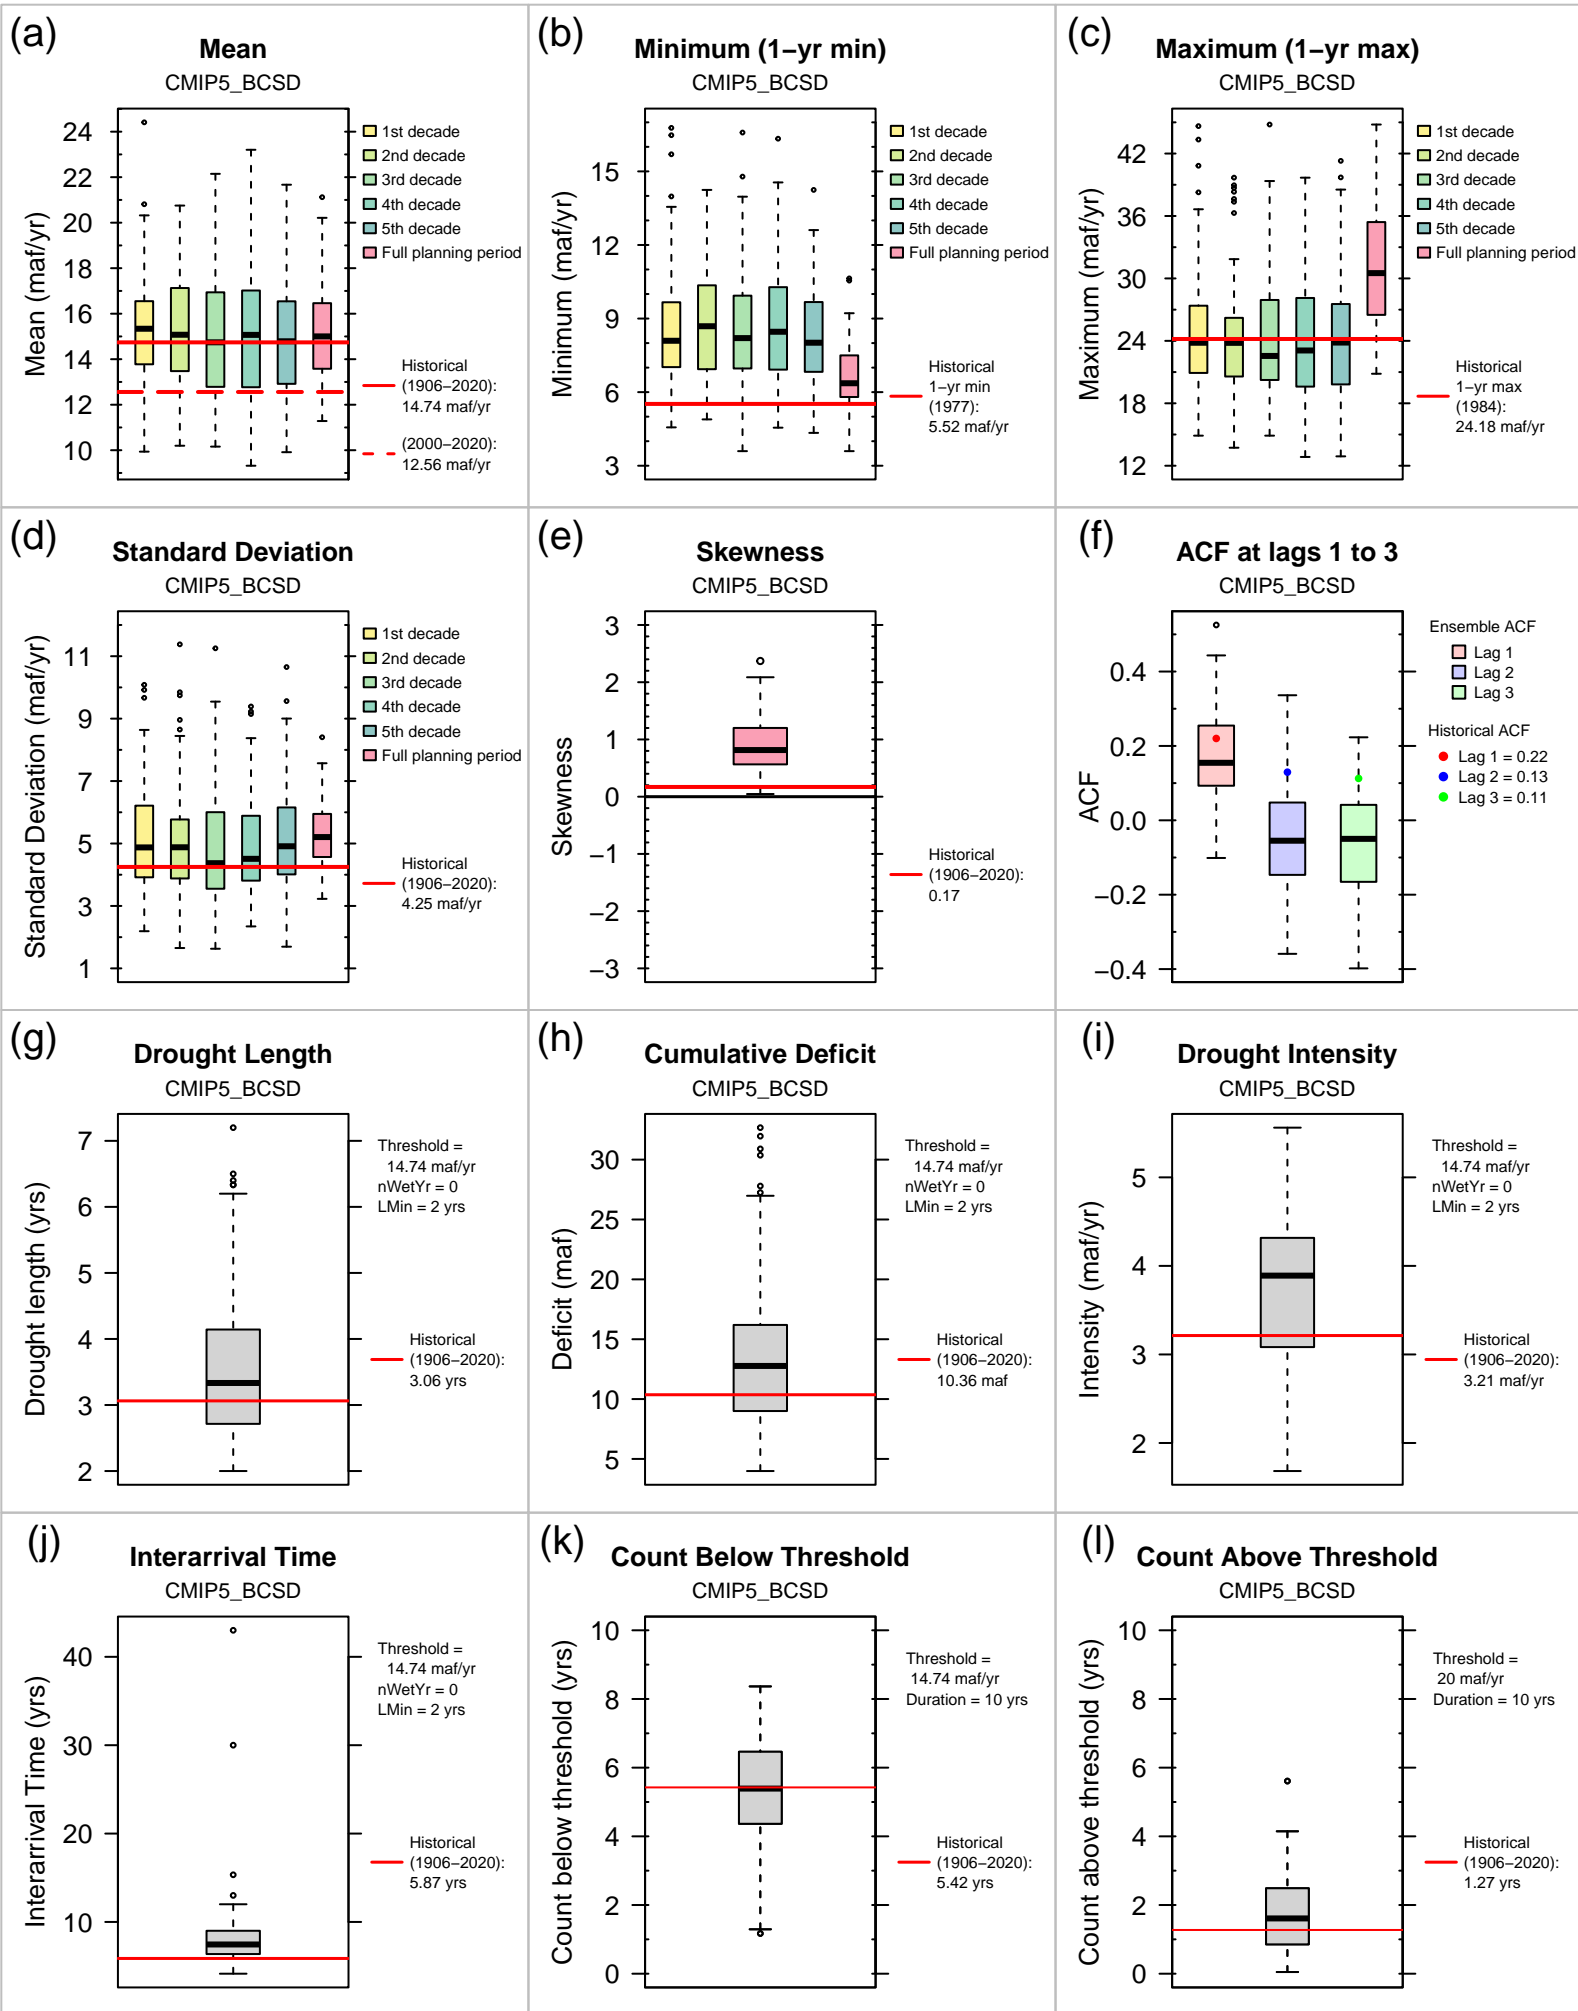 (a)
Mean
CMIP5_BCSD
Mean (maf/yr)
24
22
20
18
16
14
12
10
1st decade
2nd decade
3rd decade
4th decade
5th decade
Full planning period
Historical
(1906−2020):
14.74 maf/yr
(2000−2020):
12.56 maf/yr
(b)
Minimum (1−yr min)
CMIP5_BCSD
Minimum (maf/yr)
15
12
9
6
3
1st decade
2nd decade
3rd decade
4th decade
5th decade
Full planning period
Historical
1−yr min
(1977):
5.52 maf/yr
(c)
Maximum (1−yr max)
CMIP5_BCSD
Maximum (maf/yr)
42
36
30
24
18
12
1st decade
2nd decade
3rd decade
4th decade
5th decade
Full planning period
Historical
1−yr max
(1984):
24.18 maf/yr
(d)
Standard Deviation
CMIP5_BCSD
Standard Deviation (maf/yr)
11
9
7
5
3
1
1st decade
2nd decade
3rd decade
4th decade
5th decade
Full planning period
Historical
(1906−2020):
4.25 maf/yr
(e)
Skewness
CMIP5_BCSD
Skewness
3
2
1
0
−1
−2
−3
Historical
(1906−2020):
0.17
(f)
ACF at lags 1 to 3
CMIP5_BCSD
ACF
0.4
0.2
0.0
−0.2
−0.4
Ensemble ACF
Lag 1
Lag 2
Lag 3
Historical ACF
Lag 1 = 0.22
Lag 2 = 0.13
Lag 3 = 0.11
(g)
Drought Length
CMIP5_BCSD
Drought length (yrs)
7
6
5
4
3
2
Threshold =
14.74 maf/yr
nWetYr = 0
LMin = 2 yrs
Historical
(1906−2020):
3.06 yrs
(h)
Cumulative Deficit
CMIP5_BCSD
Deficit (maf)
30
25
20
15
10
5
Threshold =
14.74 maf/yr
nWetYr = 0
LMin = 2 yrs
Historical
(1906−2020):
10.36 maf
(i)
Drought Intensity
CMIP5_BCSD
Intensity (maf/yr)
5
4
3
2
Threshold =
14.74 maf/yr
nWetYr = 0
LMin = 2 yrs
Historical
(1906−2020):
3.21 maf/yr
(j)
Interarrival Time
CMIP5_BCSD
Interarrival Time (yrs)
40
30
20
10
Threshold =
14.74 maf/yr
nWetYr = 0
LMin = 2 yrs
Historical
(1906−2020):
5.87 yrs
(k)
Count Below Threshold
CMIP5_BCSD
Count below threshold (yrs)
10
8
6
4
2
0
Threshold =
14.74 maf/yr
Duration = 10 yrs
Historical
(1906−2020):
5.42 yrs
(l)
Count Above Threshold
CMIP5_BCSD
Count above threshold (yrs)
10
8
6
4
2
0
Threshold =
20 maf/yr
Duration = 10 yrs
Historical
(1906−2020):
1.27 yrs